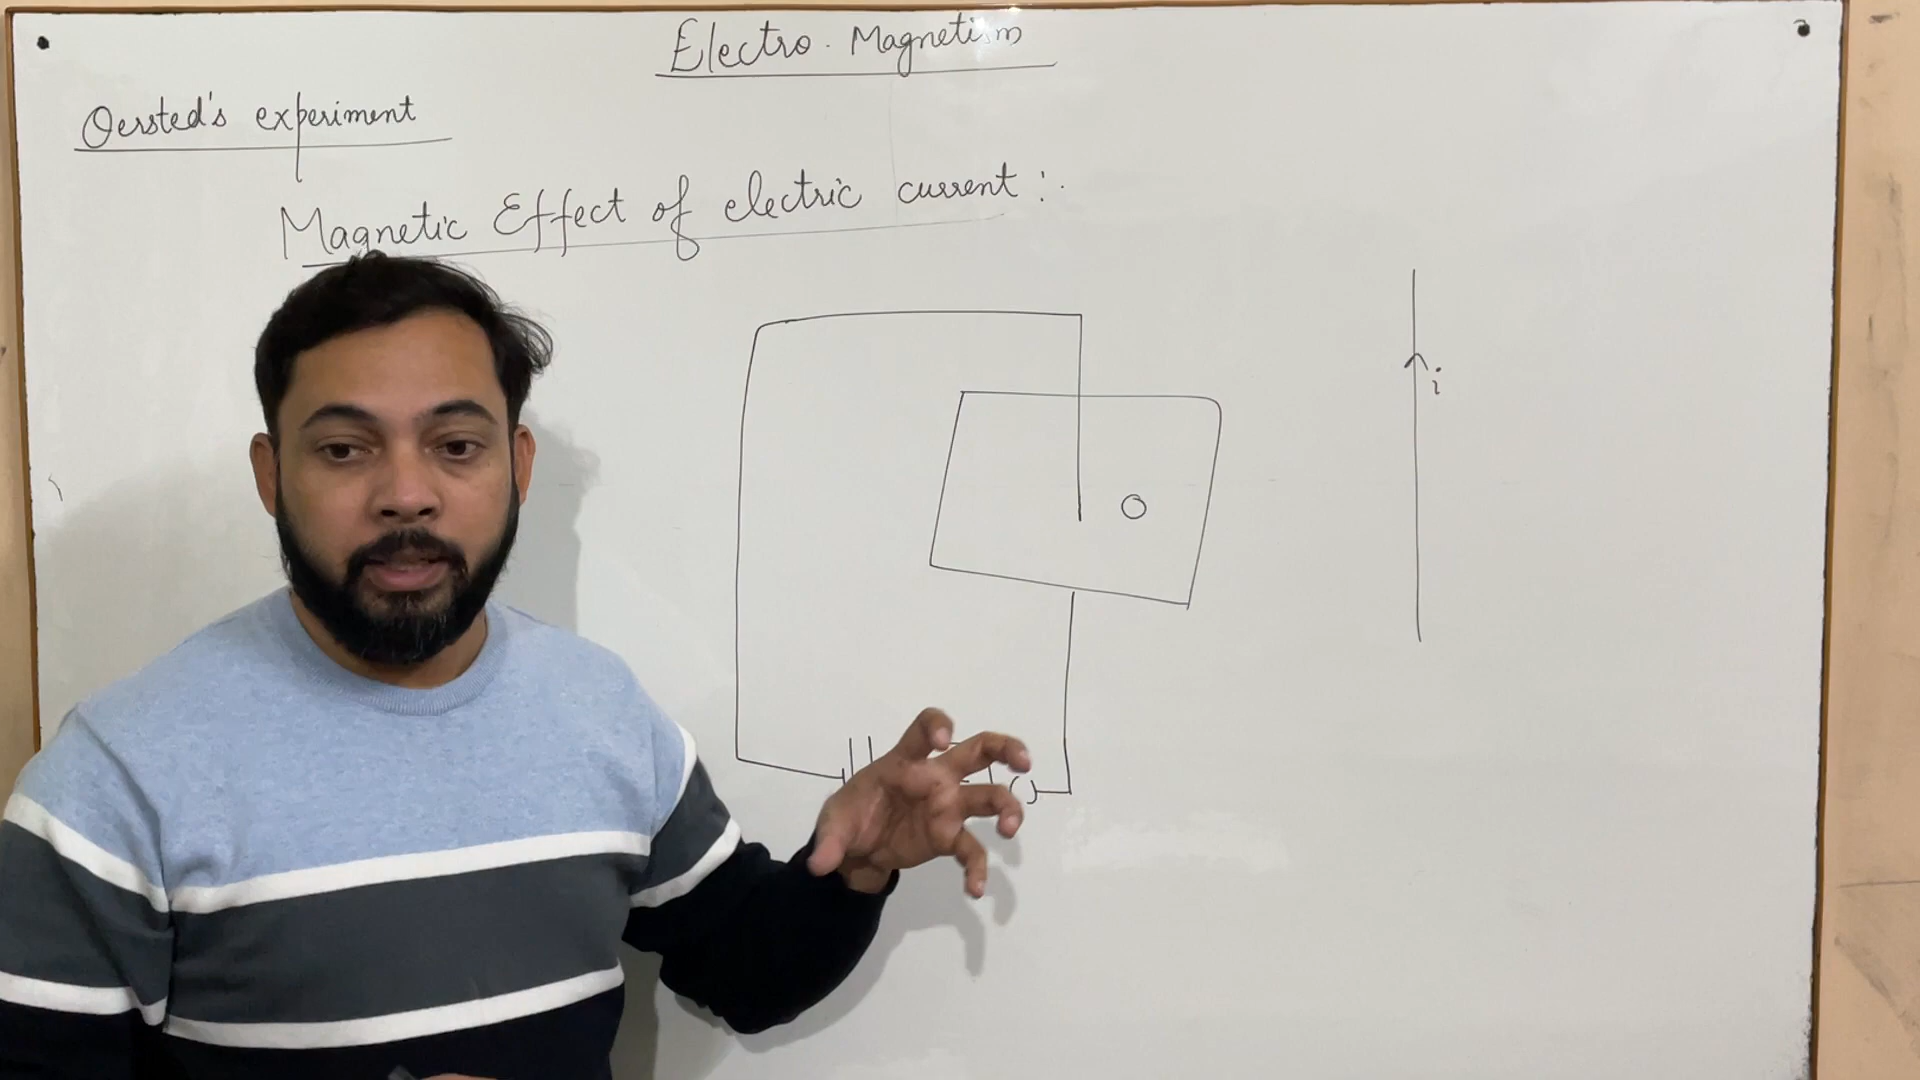 Electro. Magnetism
Oersted's experiment
Magnetic Effect of electric current :.
i